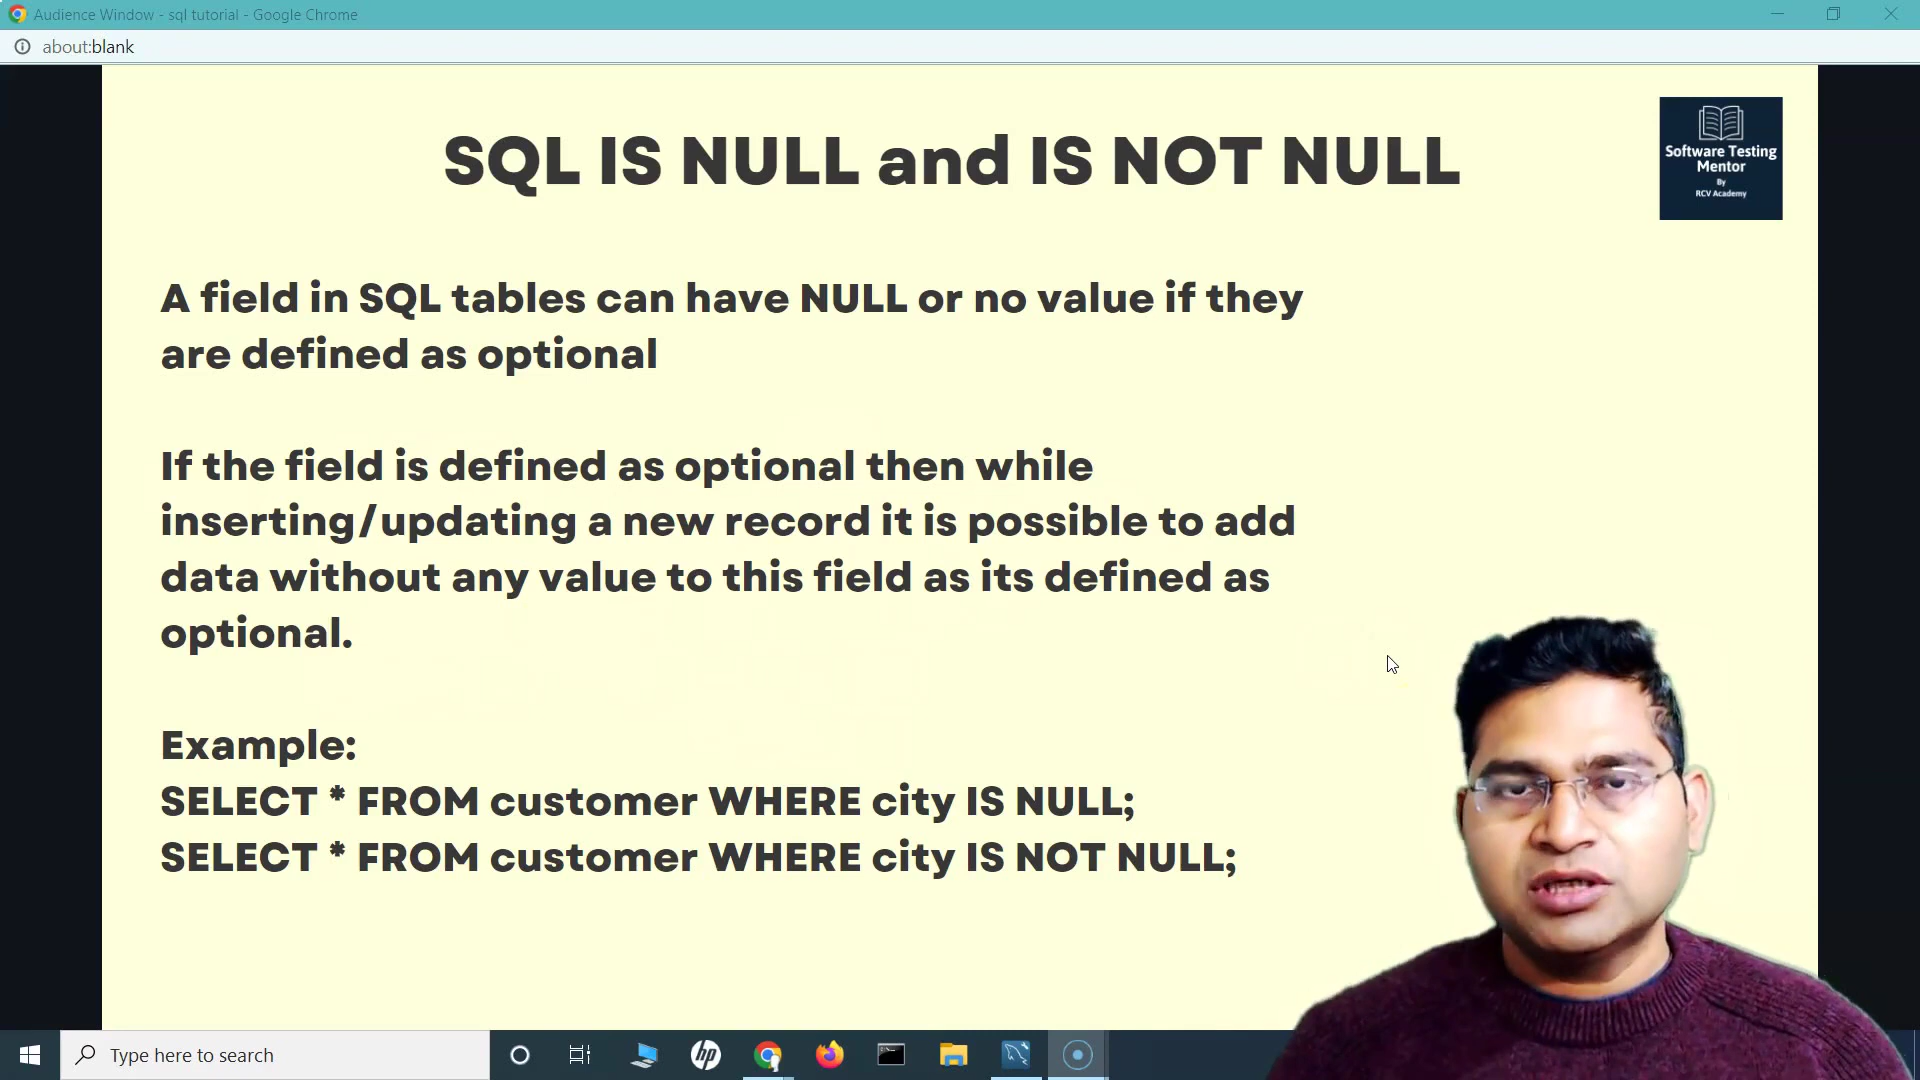 Audience Window - sql tutorial - Google Chrome
about:blank
SQL IS NULL and IS NOT NULL
Software Testing
Mentor
By
RCV Academy
A field in SQL tables can have NULL or no value if they
are defined as optional
If the field is defined as optional then while
inserting/updating a new record it is possible to add
data without any value to this field as its defined as
optional.
Example:
SELECT * FROM customer WHERE city IS NULL;
SELECT * FROM customer WHERE city IS NOT NULL;
Type here to search
hp